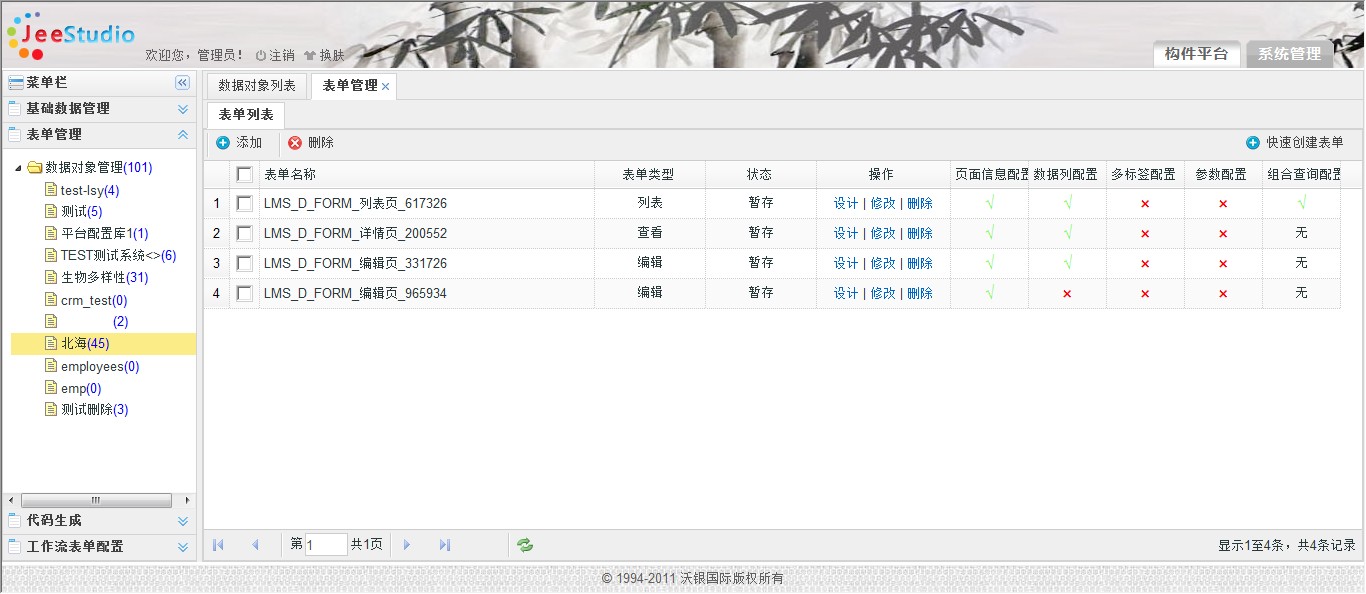 JeeStudio
欢迎您，管理员！ 注销 换肤
构件平台 系统管理
菜单栏
基础数据管理
表单管理
数据对象管理(101)
test-lsy(4)
测试(5)
平台配置库1(1)
TEST测试系统<>(6)
生物多样性(31)
crm_test(0)
(2)
北海(45)
employees(0)
emp(0)
测试删除(3)
代码生成
工作流表单配置
数据对象列表 表单管理
表单列表
添加 删除 快速创建表单
表单名称 表单类型 状态 操作 页面信息配置 数据列配置 多标签配置 参数配置 组合查询配置
1 LMS_D_FORM_列表页_617326 列表 暂存 设计 | 修改 | 删除 √ √ × × √
2 LMS_D_FORM_详情页_200552 查看 暂存 设计 | 修改 | 删除 √ √ × × 无
3 LMS_D_FORM_编辑页_331726 编辑 暂存 设计 | 修改 | 删除 √ √ × × 无
4 LMS_D_FORM_编辑页_965934 编辑 暂存 设计 | 修改 | 删除 √ × × × 无
第 1 共1页 显示1至4条，共4条记录
© 1994-2011 沃银国际版权所有